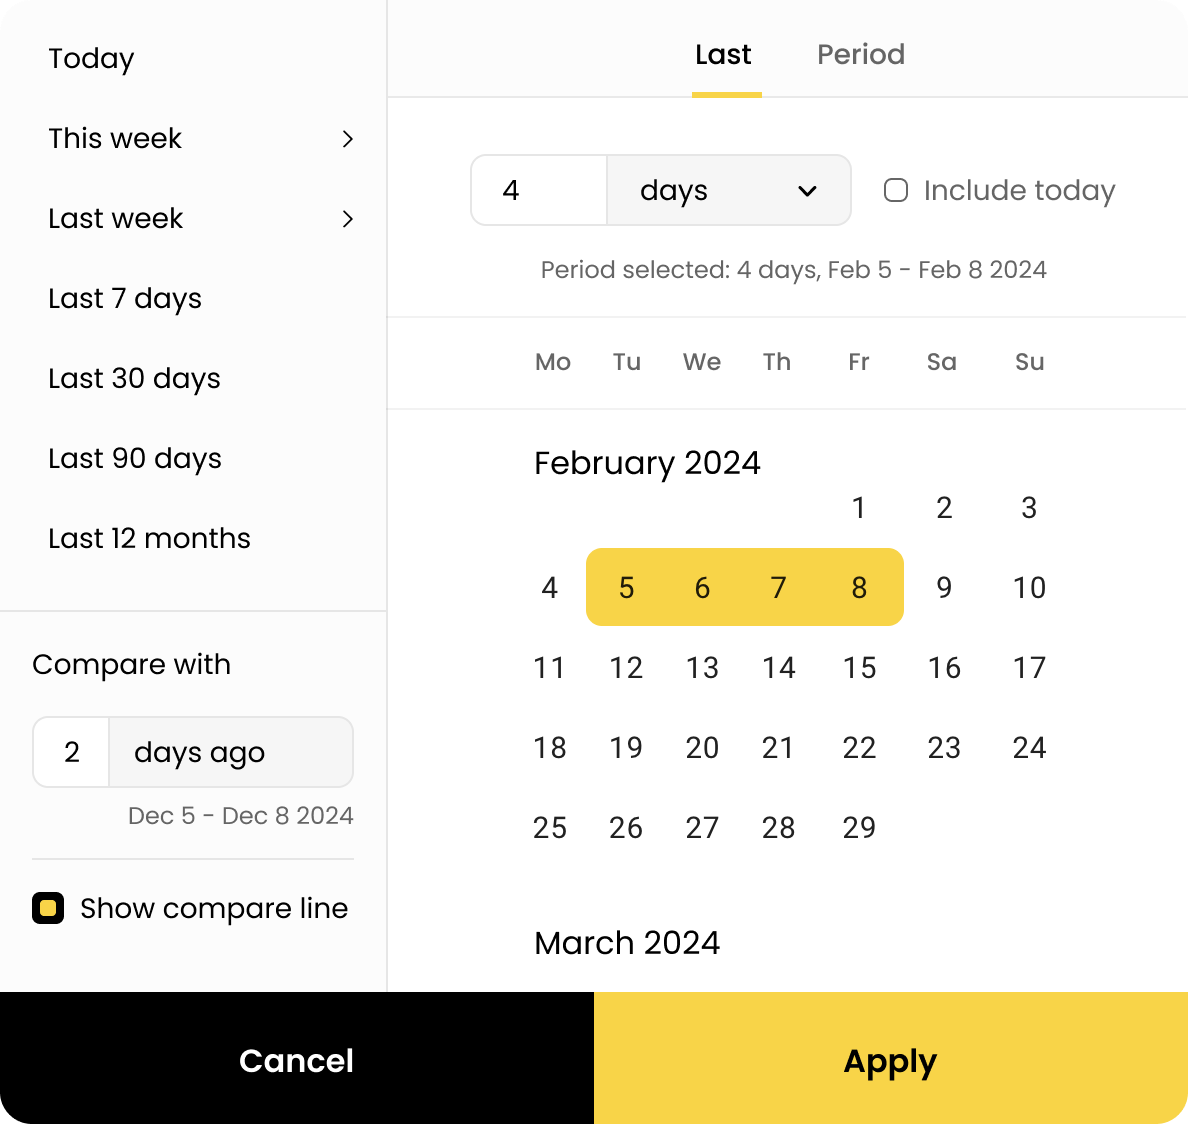 Today
This week
Last week
Last 7 days
Last 30 days
Last 90 days
Last 12 months
Compare with
2 days ago
Dec 5 - Dec 8 2024
Show compare line
Last Period
4 days Include today
Period selected: 4 days, Feb 5 - Feb 8 2024
Mo Tu We Th Fr Sa Su
February 2024
1 2 3
4 5 6 7 8 9 10
11 12 13 14 15 16 17
18 19 20 21 22 23 24
25 26 27 28 29
March 2024
Cancel Apply